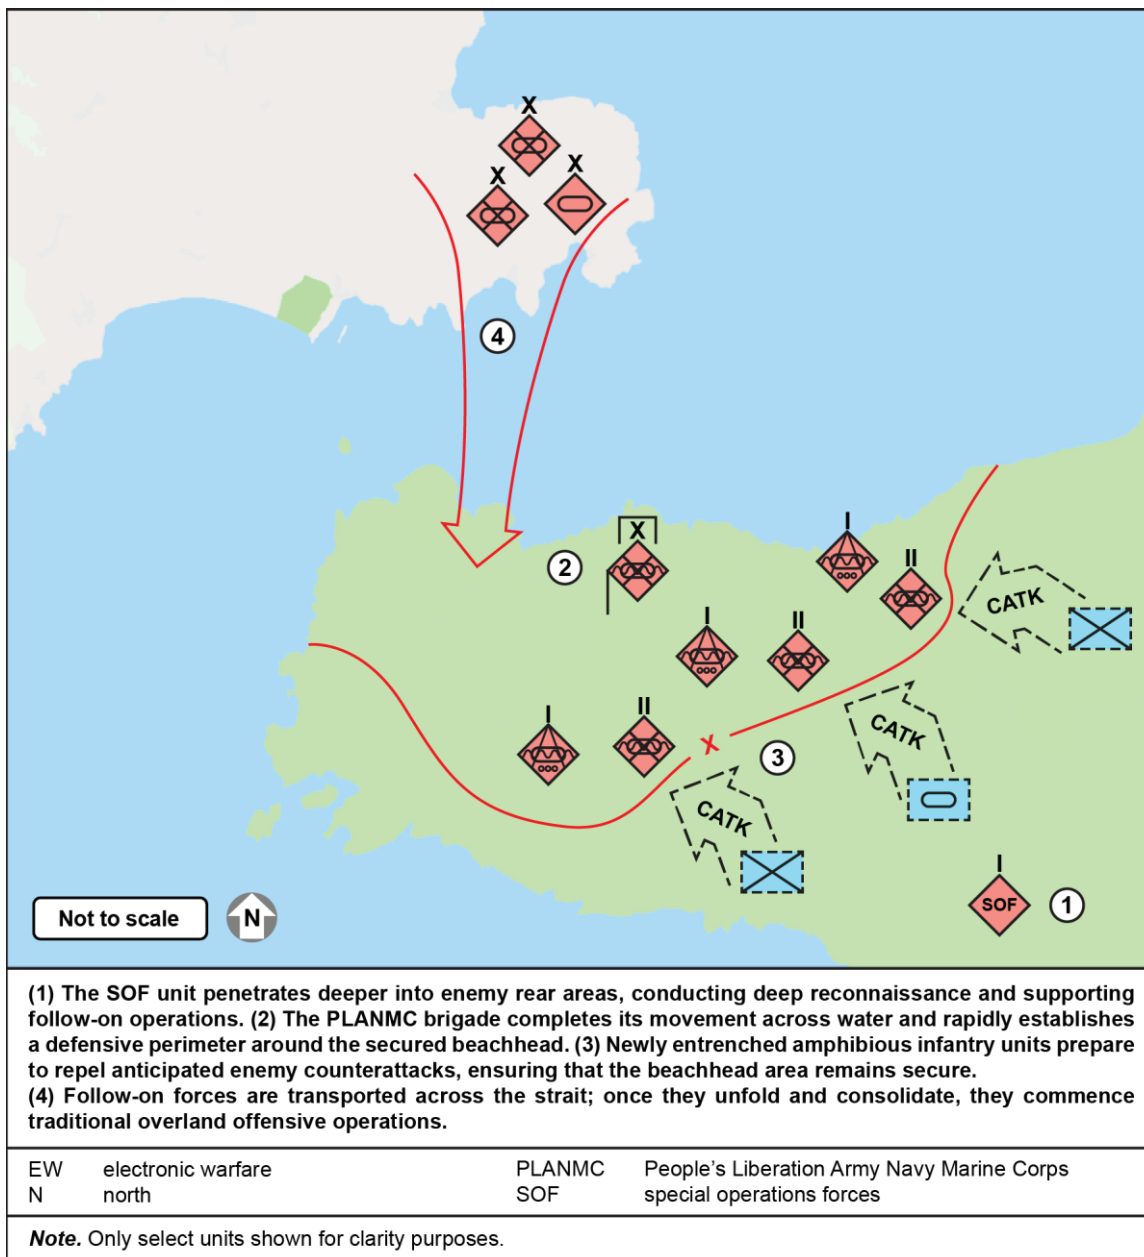 X
X
X
4
I
X
II
2
CATK
I
II
CATK
I
II
X
3
CATK
I
SOF
1
Not to scale
N
(1) The SOF unit penetrates deeper into enemy rear areas, conducting deep reconnaissance and supporting
follow-on operations. (2) The PLANMC brigade completes its movement across water and rapidly establishes
a defensive perimeter around the secured beachhead. (3) Newly entrenched amphibious infantry units prepare
to repel anticipated enemy counterattacks, ensuring that the beachhead area remains secure.
(4) Follow-on forces are transported across the strait; once they unfold and consolidate, they commence
traditional overland offensive operations.
EW electronic warfare PLANMC People’s Liberation Army Navy Marine Corps
N north SOF special operations forces
Note. Only select units shown for clarity purposes.